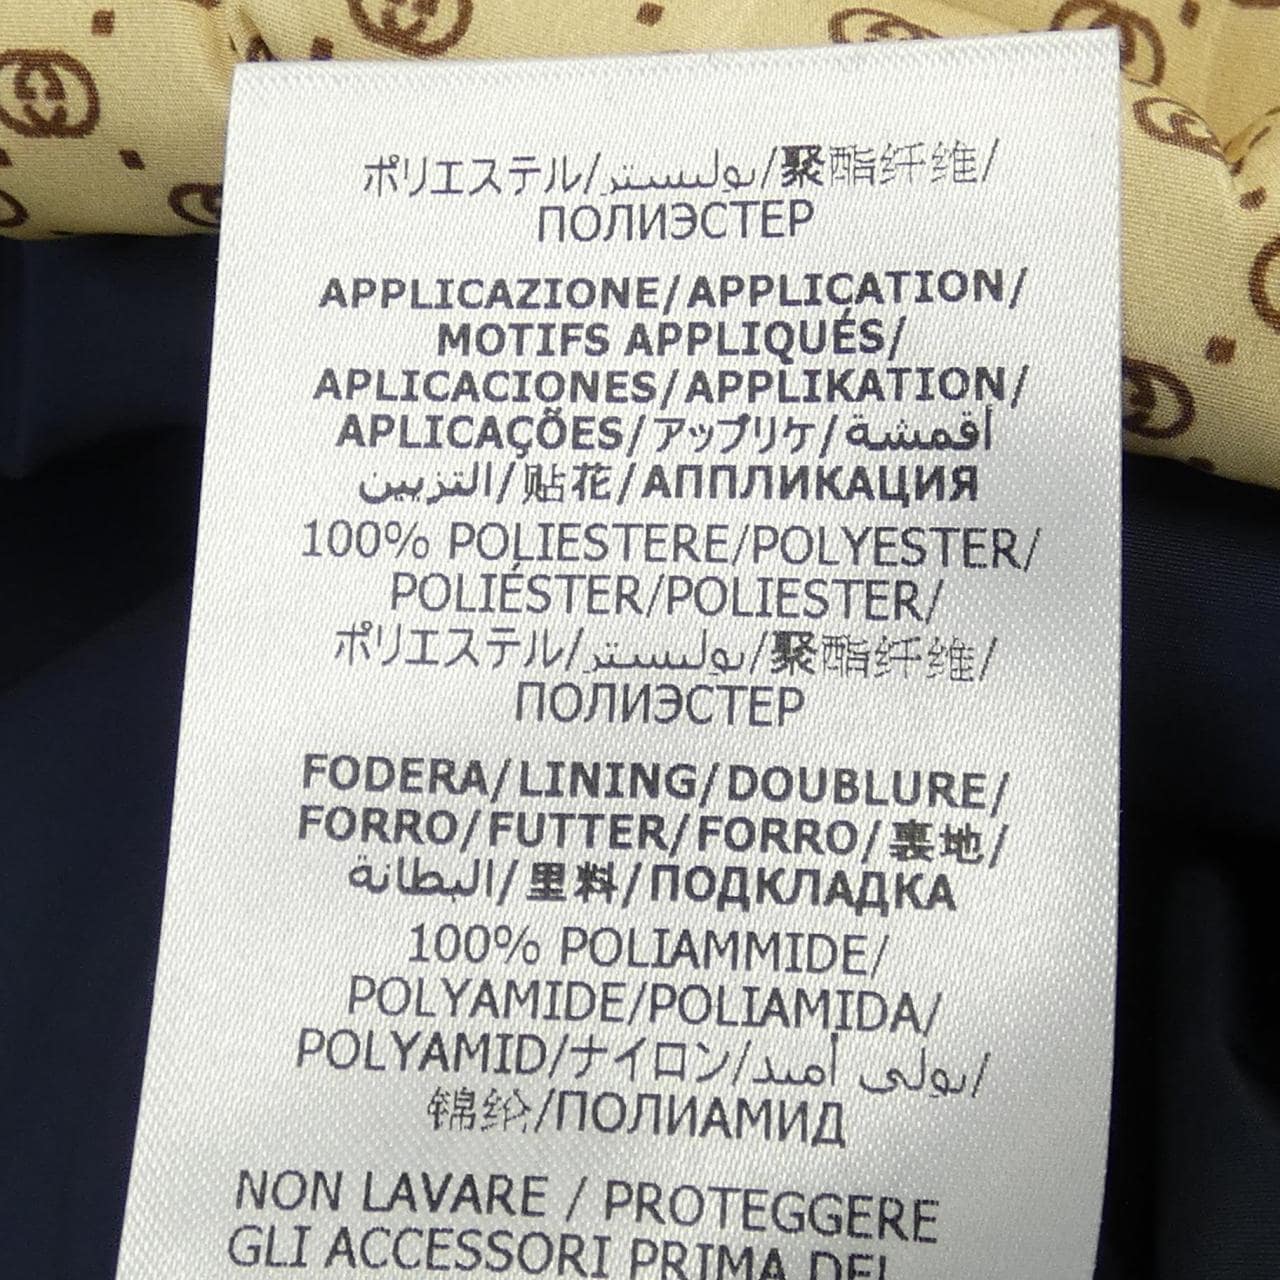 ポリエステル/بوليستر/聚酯纤维/
ПОЛИЭСТЕР
APPLICAZIONE/APPLICATION/
MOTIFS APPLIQUÉS/
APLICACIONES/APPLIKATION/
APLICAÇÕES/アップリケ/أقمشة
التزيين/贴花/АППЛИКАЦИЯ
100% POLIESTERE/POLYESTER/
POLIÉSTER/POLIESTER/
ポリエステル/بوليستر/聚酯纤维/
ПОЛИЭСТЕР
FODERA/LINING/DOUBLURE/
FORRO/FUTTER/FORRO/裏地/
البطانة/里料/ПОДКЛАДКА
100% POLIAMMIDE/
POLYAMIDE/POLIAMIDA/
POLYAMID/ナイロン/بولي أميد/
锦纶/ПОЛИАМИД
NON LAVARE / PROTEGGERE
GLI ACCESSORI PRIMA DEL